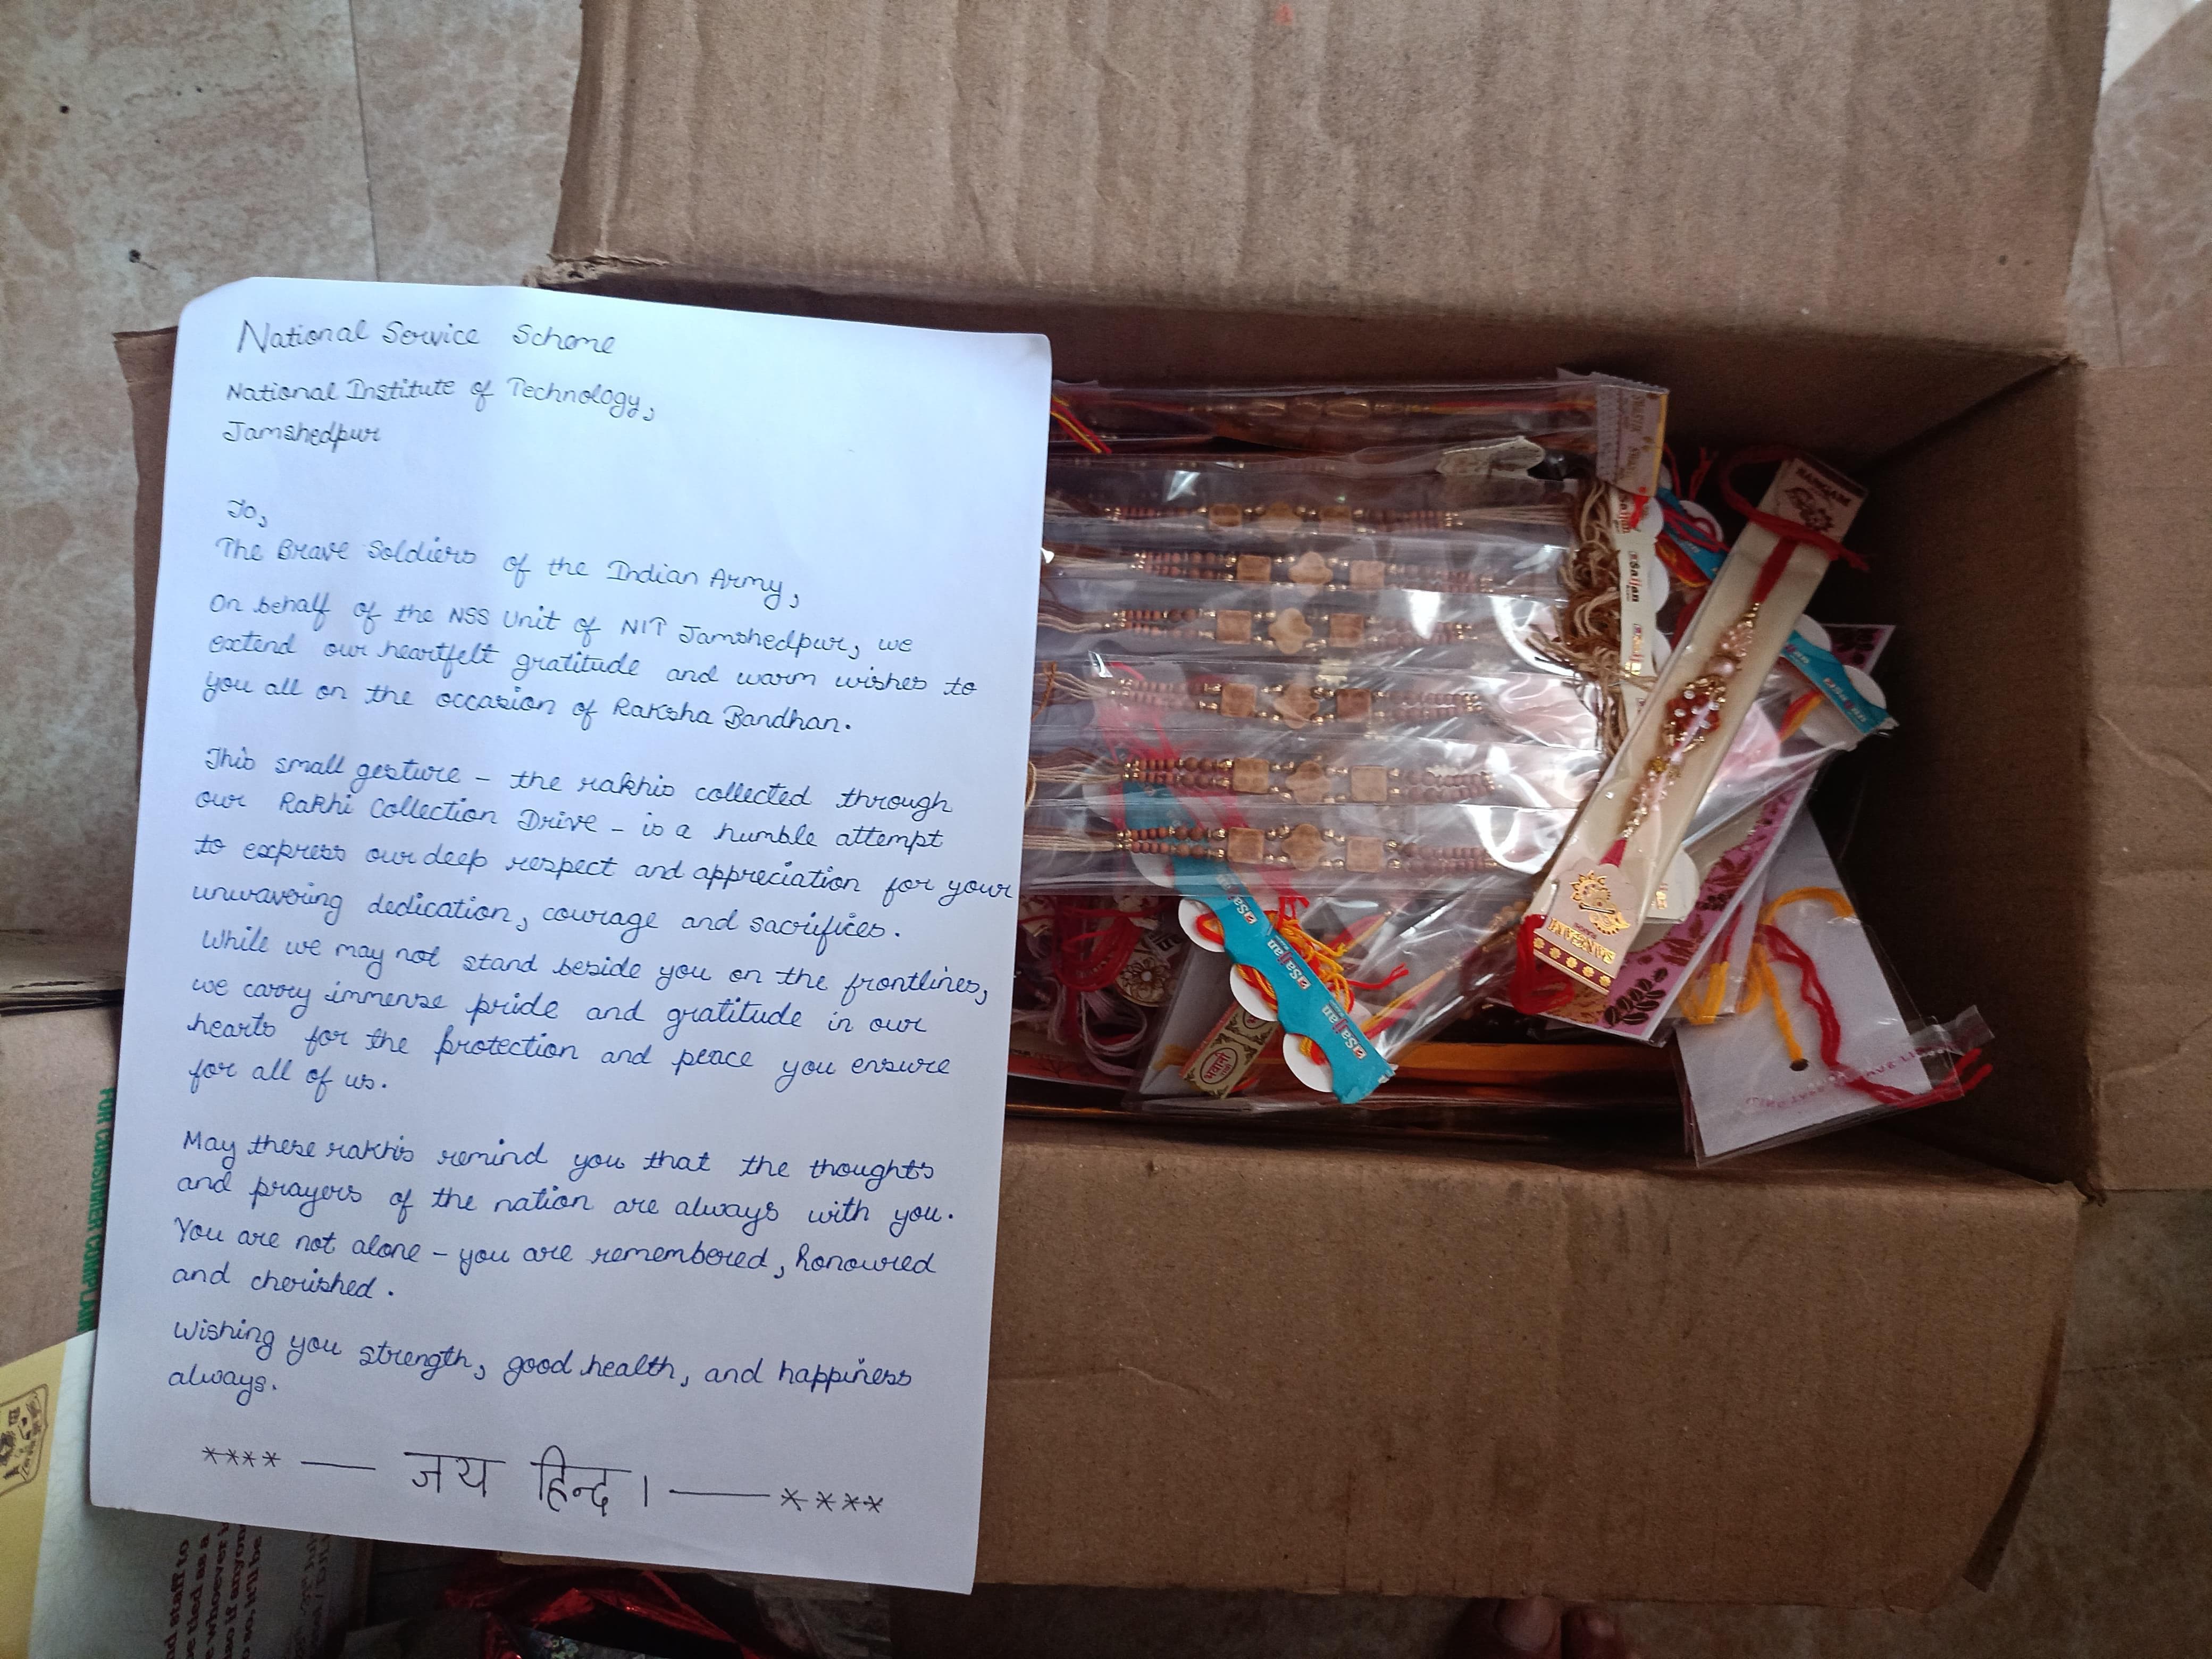 National Service Scheme
National Institute of Technology,
Jamshedpur
To,
The Brave Soldiers of the Indian Army,
On behalf of the NSS Unit of NIT Jamshedpur, we
extend our heartfelt gratitude and warm wishes to
you all on the occasion of Raksha Bandhan.
This small gesture - the rakhis collected through
our Rakhi Collection Drive - is a humble attempt
to express our deep respect and appreciation for your
unwavering dedication, courage and sacrifices.
While we may not stand beside you on the frontlines,
we carry immense pride and gratitude in our
hearts for the protection and peace you ensure
for all of us.
May these rakhis remind you that the thoughts
and prayers of the nation are always with you.
You are not alone - you are remembered, honoured
and cherished.
Wishing you strength, good health, and happiness
always.
**** — जय हिन्द। — ****
FOR CONSUMER COMPLAIN
Sajan
Sajan
Sajan
Sajan
Sajan
SANGAM